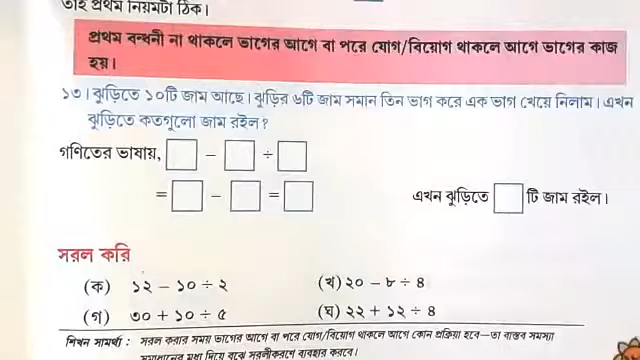 তাই প্রথম নিয়মটা ঠিক।
প্রথম বন্ধনী না থাকলে ভাগের আগে বা পরে যোগ/বিয়োগ থাকলে আগে ভাগের কাজ
হয়।
১৩। ঝুড়িতে ১০টি জাম আছে। ঝুড়ির ৬টি জাম সমান তিন ভাগ করে এক ভাগ খেয়ে নিলাম। এখন
ঝুড়িতে কতগুলো জাম রইল?
গণিতের ভাষায়, □ − □ ÷ □
= □ − □ = □ এখন ঝুড়িতে □ টি জাম রইল।
সরল করি
(ক) ১২ − ১০ ÷ ২ (খ) ২০ − ৮ ÷ ৪
(গ) ৩০ + ১০ ÷ ৫ (ঘ) ২২ + ১২ ÷ ৪
শিখন সামর্থ্য : সরল করার সময় ভাগের আগে বা পরে যোগ/বিয়োগ থাকলে আগে কোন প্রক্রিয়া হবে—তা বাস্তব সমস্যা
সমাধানের মধ্য দিয়ে বুঝে সরলীকরণে ব্যবহার করবে।